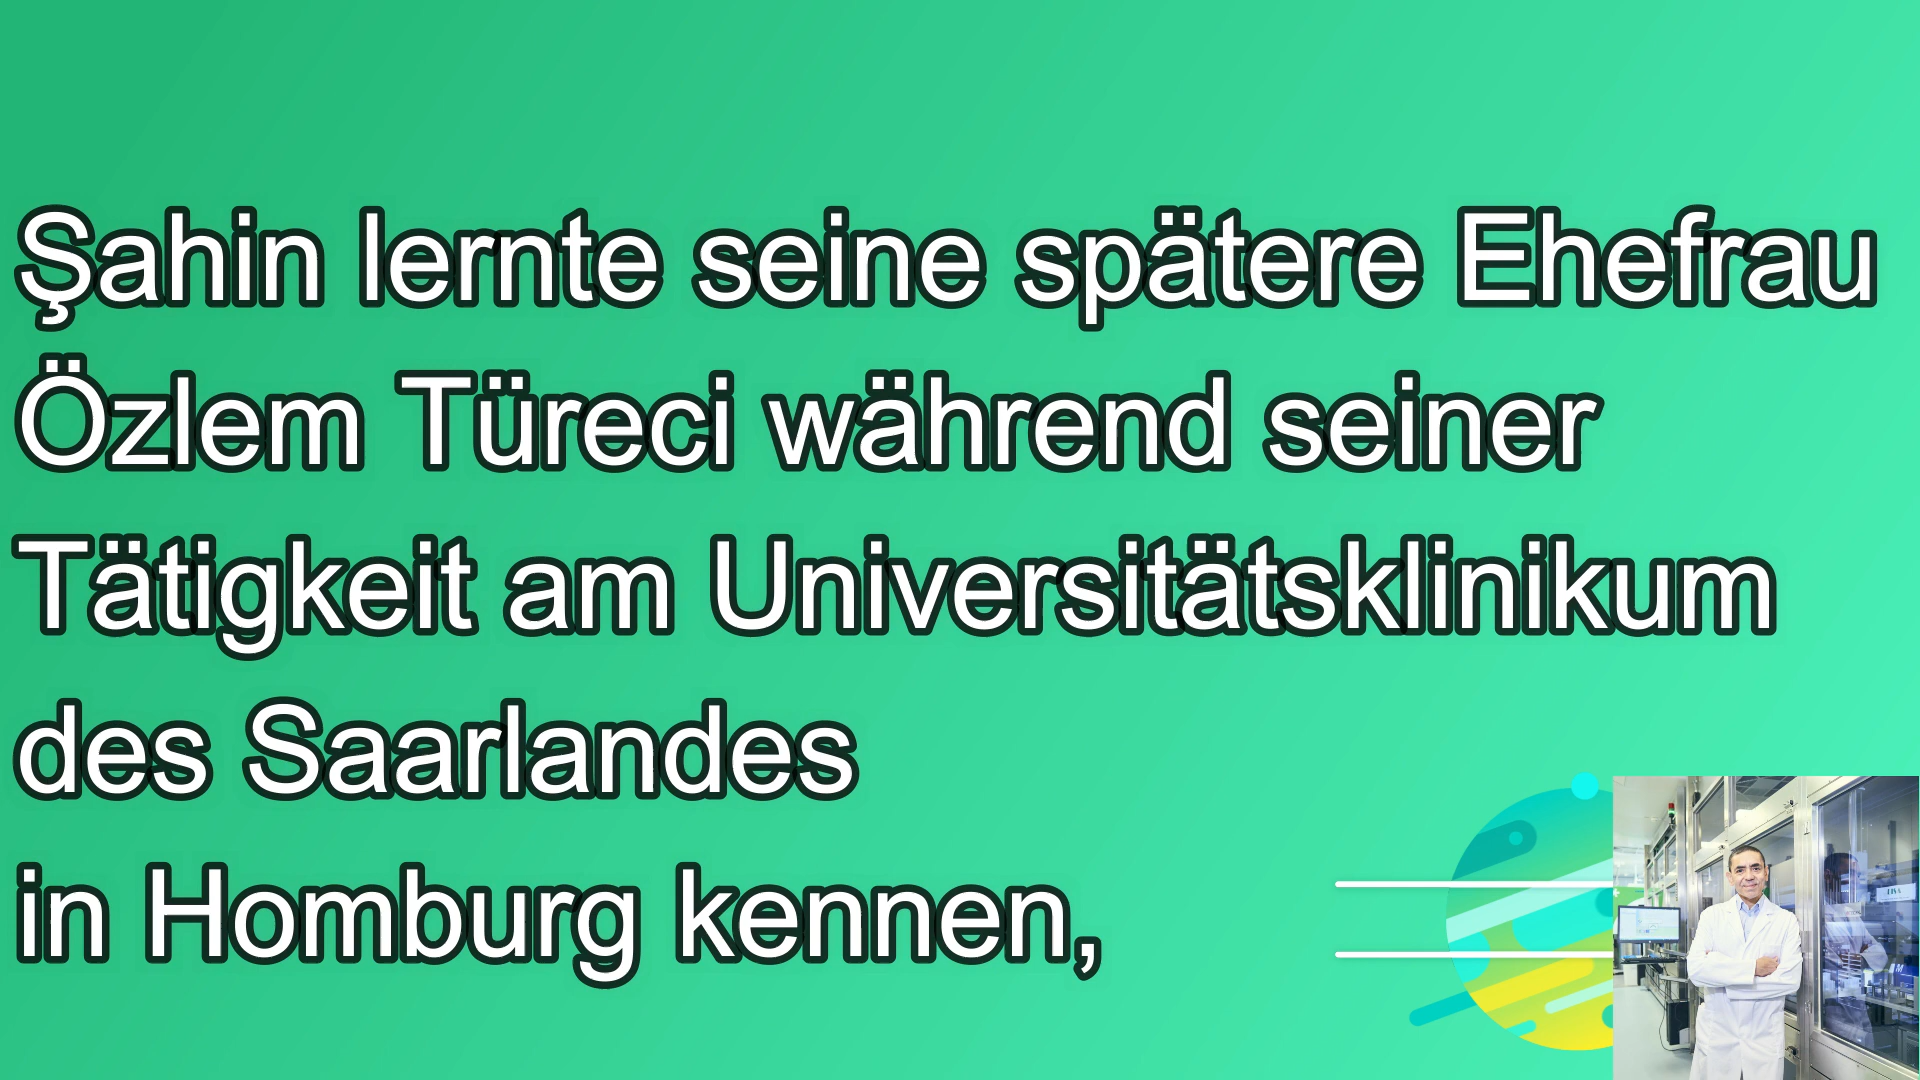 Şahin lernte seine spätere Ehefrau
Özlem Türeci während seiner
Tätigkeit am Universitätsklinikum
des Saarlandes
in Homburg kennen,